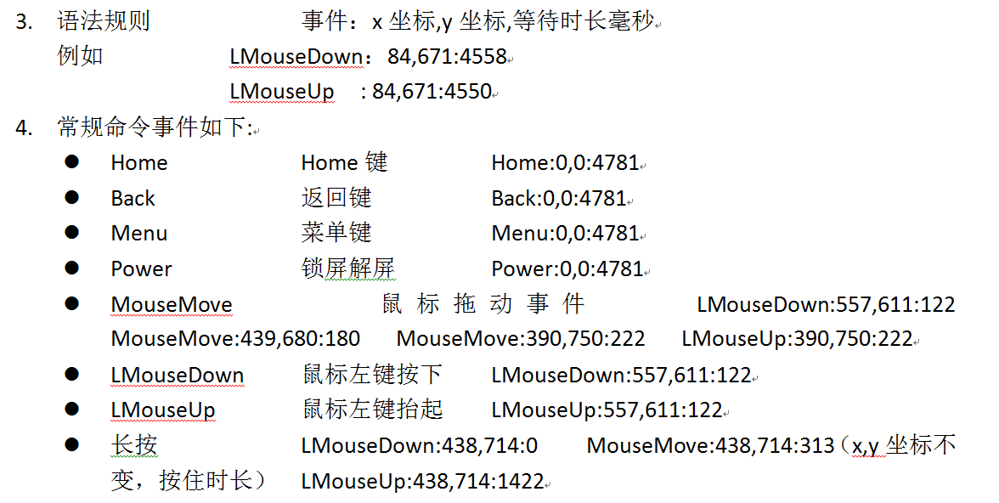 3. 语法规则 事件：x 坐标,y 坐标,等待时长毫秒
例如 LMouseDown：84,671:4558
LMouseUp : 84,671:4550
4. 常规命令事件如下:
● Home Home 键 Home:0,0:4781
● Back 返回键 Back:0,0:4781
● Menu 菜单键 Menu:0,0:4781
● Power 锁屏解屏 Power:0,0:4781
● MouseMove 鼠标拖动事件 LMouseDown:557,611:122
MouseMove:439,680:180 MouseMove:390,750:222 LMouseUp:390,750:222
● LMouseDown 鼠标左键按下 LMouseDown:557,611:122
● LMouseUp 鼠标左键抬起 LMouseUp:557,611:122
● 长按 LMouseDown:438,714:0 MouseMove:438,714:313（x,y 坐标不
变，按住时长） LMouseUp:438,714:1422